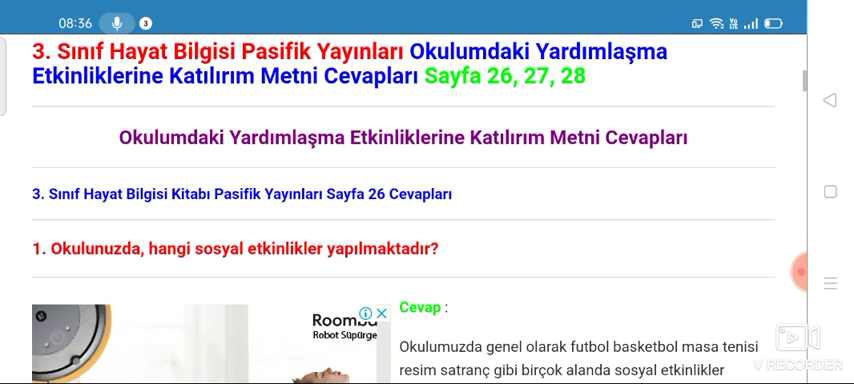 08:36
3
3. Sınıf Hayat Bilgisi Pasifik Yayınları Okulumdaki Yardımlaşma
Etkinliklerine Katılırım Metni Cevapları Sayfa 26, 27, 28
Okulumdaki Yardımlaşma Etkinliklerine Katılırım Metni Cevapları
3. Sınıf Hayat Bilgisi Kitabı Pasifik Yayınları Sayfa 26 Cevapları
1. Okulunuzda, hangi sosyal etkinlikler yapılmaktadır?
Roomba
Robot Süpürge
Cevap :
Okulumuzda genel olarak futbol basketbol masa tenisi
resim satranç gibi birçok alanda sosyal etkinlikler
V RECORDER